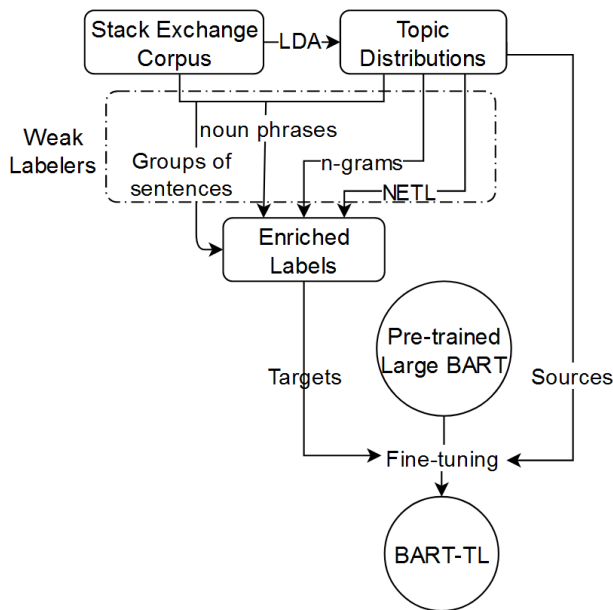 Stack Exchange
Corpus
LDA
Topic
Distributions
Weak
Labelers
noun phrases
Groups of
sentences
n-grams
NETL
Enriched
Labels
Pre-trained
Large BART
Targets
Sources
Fine-tuning
BART-TL